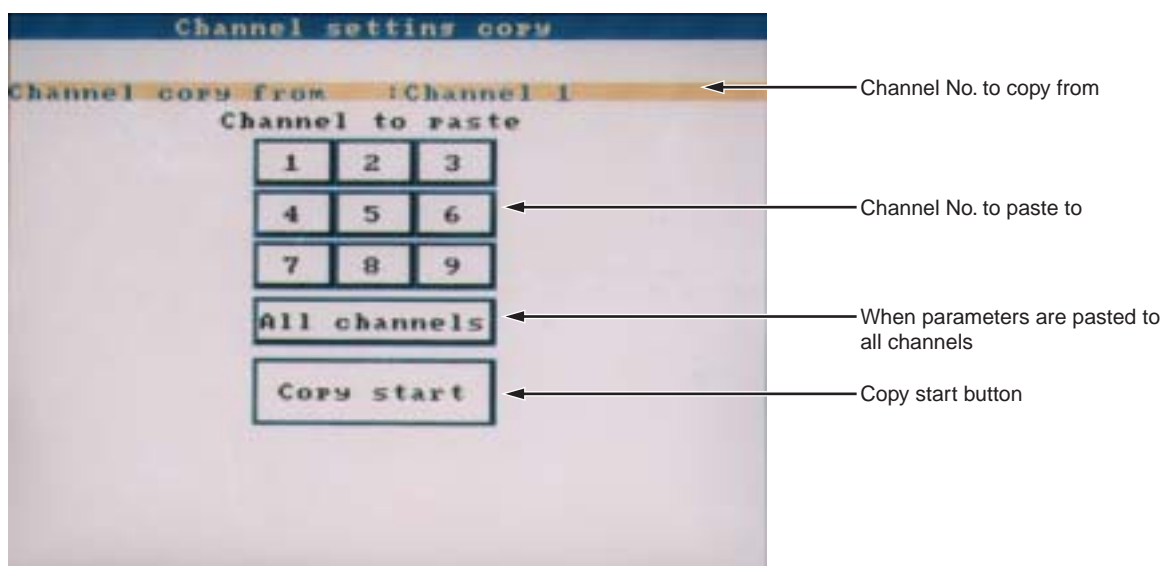 Channel setting copy
Channel copy from :Channel 1
Channel No. to copy from
Channel to paste
1 2 3
4 5 6
Channel No. to paste to
7 8 9
All channels
When parameters are pasted to
all channels
Copy start
Copy start button